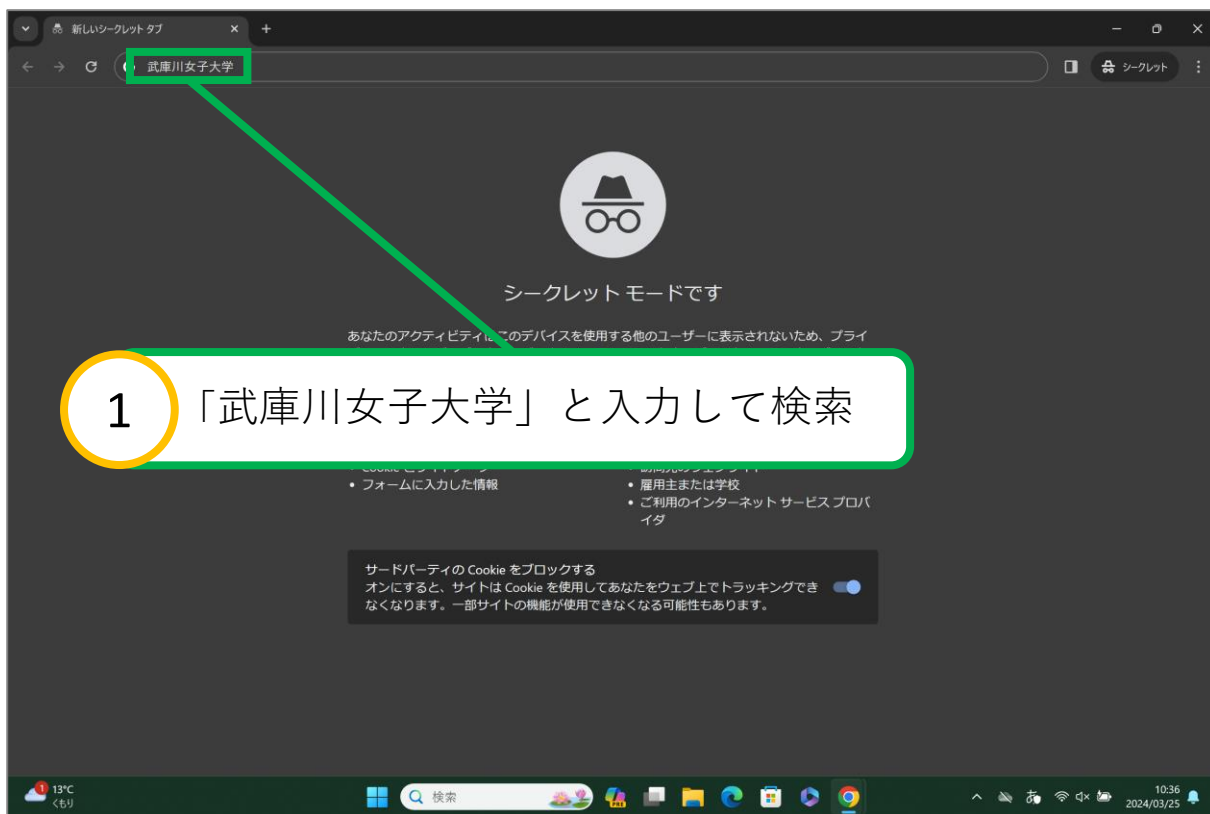 新しいシークレット タブ
武庫川女子大学
シークレット
シークレット モードです
あなたのアクティビティはこのデバイスを使用する他のユーザーに表示されないため、プライ
1
「武庫川女子大学」と入力して検索
• フォームに入力した情報
• 雇用主または学校
• ご利用のインターネット サービス プロバ
イダ
サードパーティの Cookie をブロックする
オンにすると、サイトは Cookie を使用してあなたをウェブ上でトラッキングでき
なくなります。一部サイトの機能が使用できなくなる可能性もあります。
1
13°C
くもり
検索
PRE
あ
10:36
2024/03/25